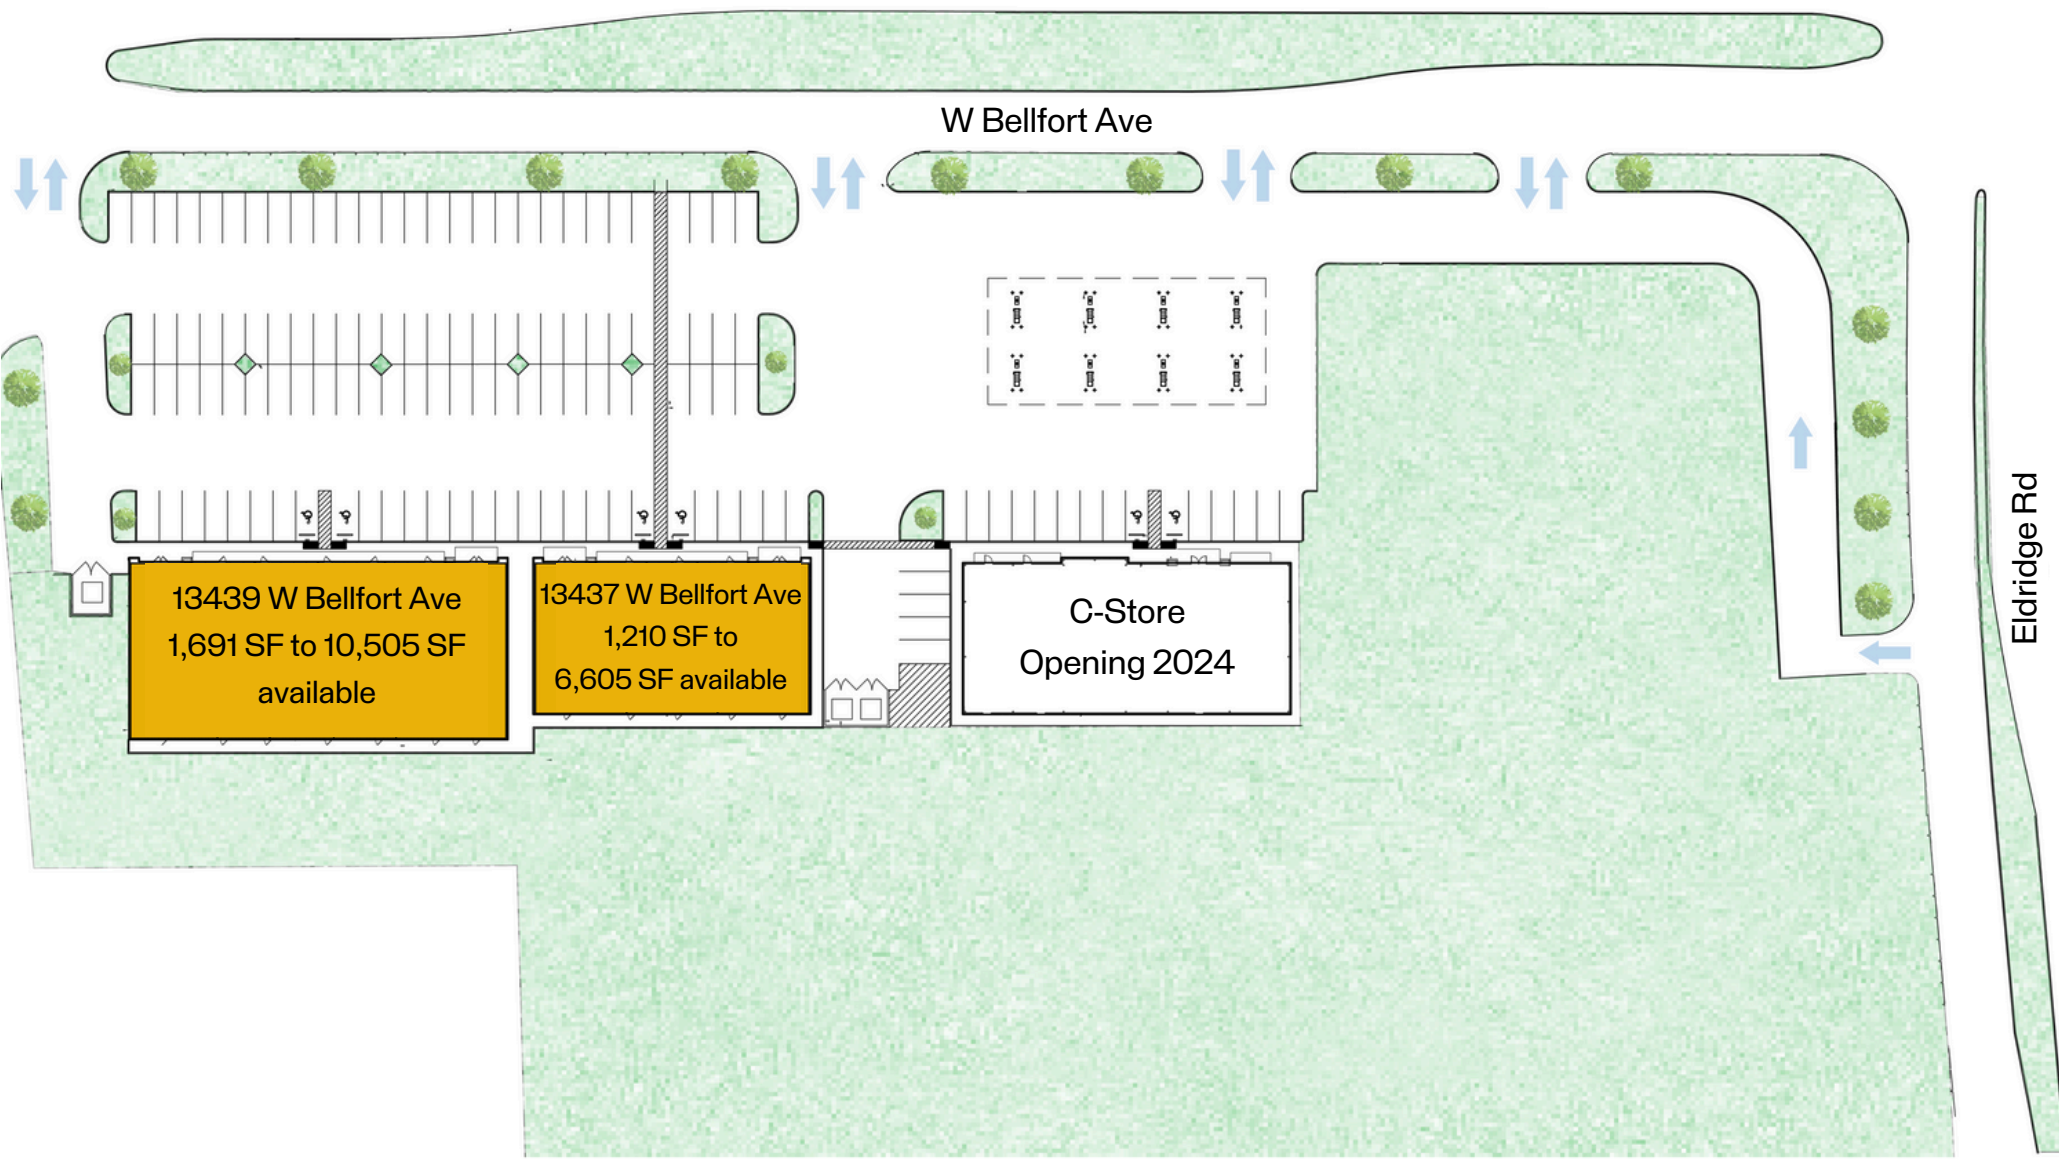 W Bellfort Ave
13439 W Bellfort Ave
1,691 SF to 10,505 SF
available
13437 W Bellfort Ave
1,210 SF to
6,605 SF available
C-Store
Opening 2024
Eldridge Rd